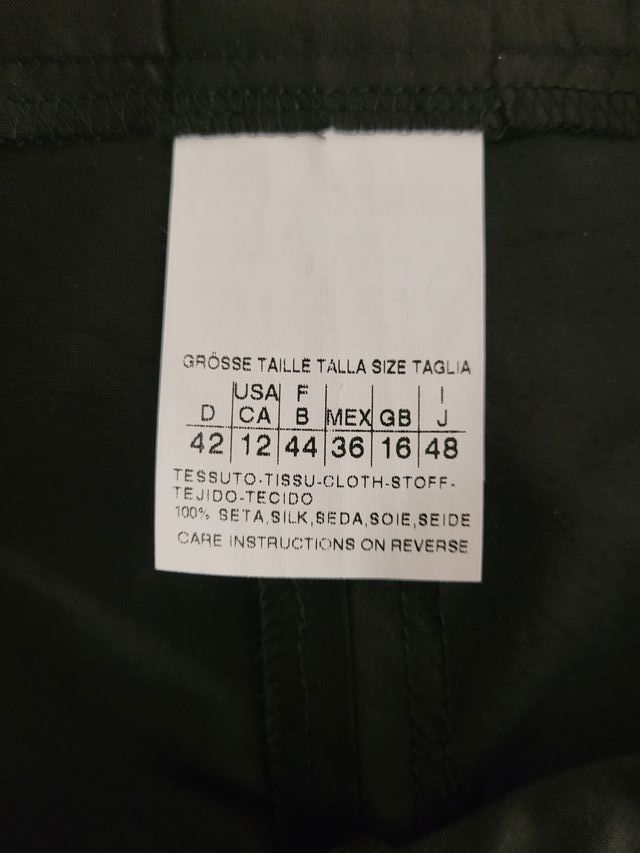 GRÖSSE TAILLE TALLA SIZE TAGLIA
USA F I
D CA B MEX GB J
42 12 44 36 16 48
TESSUTO-TISSU-CLOTH-STOFF-
TEJIDO-TECIDO
100% SETA,SILK,SEDA,SOIE,SEIDE
CARE INSTRUCTIONS ON REVERSE